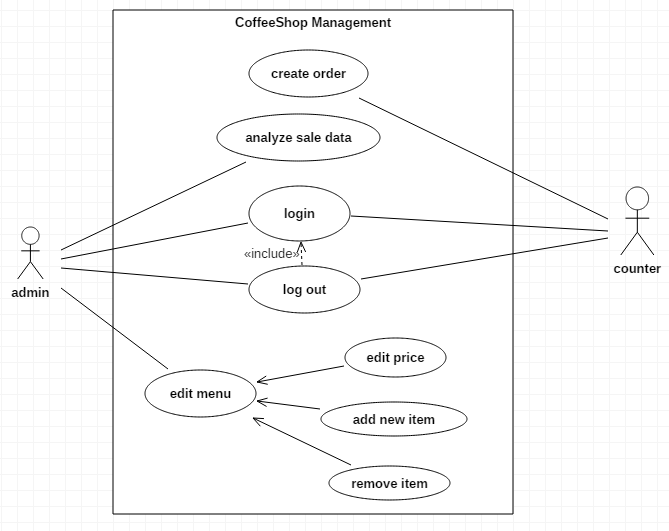 CoffeeShop Management
create order
analyze sale data
login
«include»
log out
admin
counter
edit price
edit menu
add new item
remove item